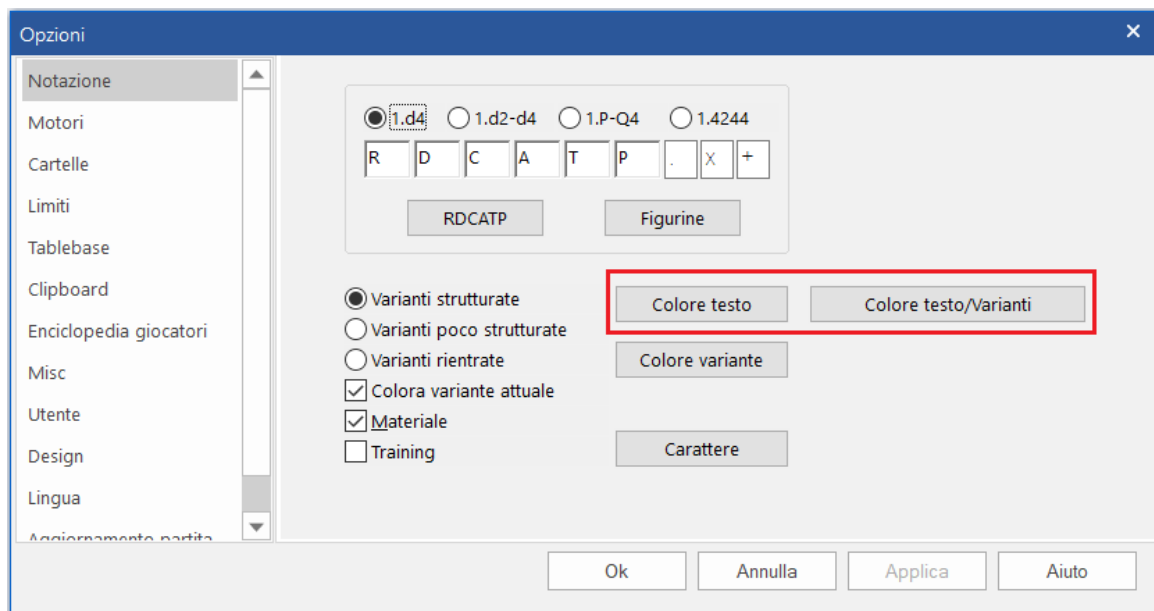 Opzioni
Notazione
Motori
Cartelle
Limiti
Tablebase
Clipboard
Enciclopedia giocatori
Misc
Utente
Design
Lingua
Aggiornamento partita
1.d4 1.d2-d4 1.P-Q4 1.4244
R D C A T P . x +
RDCATP Figurine
Varianti strutturate
Varianti poco strutturate
Varianti rientrate
Colora variante attuale
Materiale
Training
Colore testo Colore testo/Varianti
Colore variante
Carattere
Ok Annulla Applica Aiuto